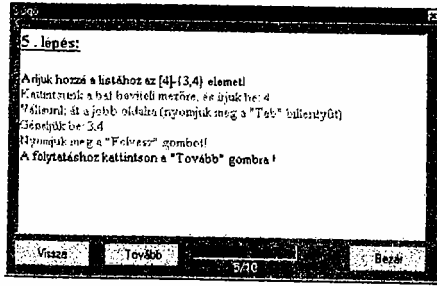 Súgó
5. lépés:
Adjuk hozzá a listához az [4]-{3,4} elemet!
Kattintsunk a bal beviteli mezőre, és írjuk be: 4
Váltsunk át a jobb oldalra (nyomjuk meg a "Tab" billentyűt)
Gépeljük be: 3,4
Nyomjuk meg a "Felvesz" gombot!
A folytatáshoz kattintson a "Tovább" gombra !
Vissza
Tovább
5/10
Bezár